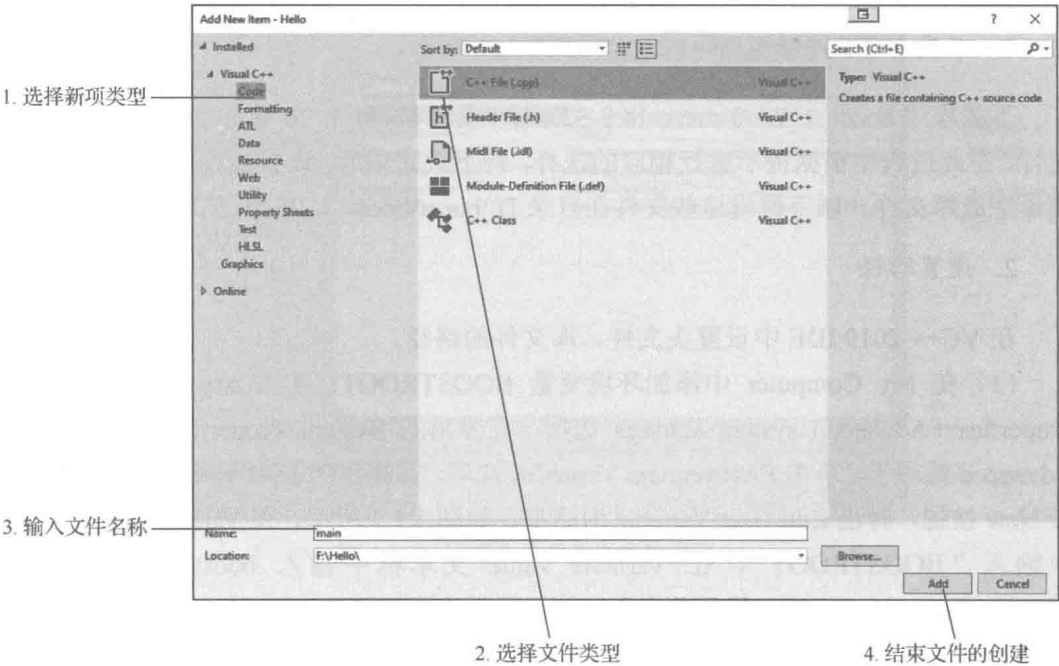 Add New Item - Hello
? ×
Installed
Visual C++
Code
Formatting
ATL
Data
Resource
Web
Utility
Property Sheets
Test
HLSL
Graphics
Online
Sort by: Default
Search (Ctrl+E)
C++ File (.cpp) Visual C++
Header File (.h) Visual C++
Midl File (.idl) Visual C++
Module-Definition File (.def) Visual C++
C++ Class Visual C++
Type: Visual C++
Creates a file containing C++ source code
1. 选择新项类型
3. 输入文件名称
Name: main
Location: F:\Hello\
Browse...
Add Cancel
2. 选择文件类型
4. 结束文件的创建